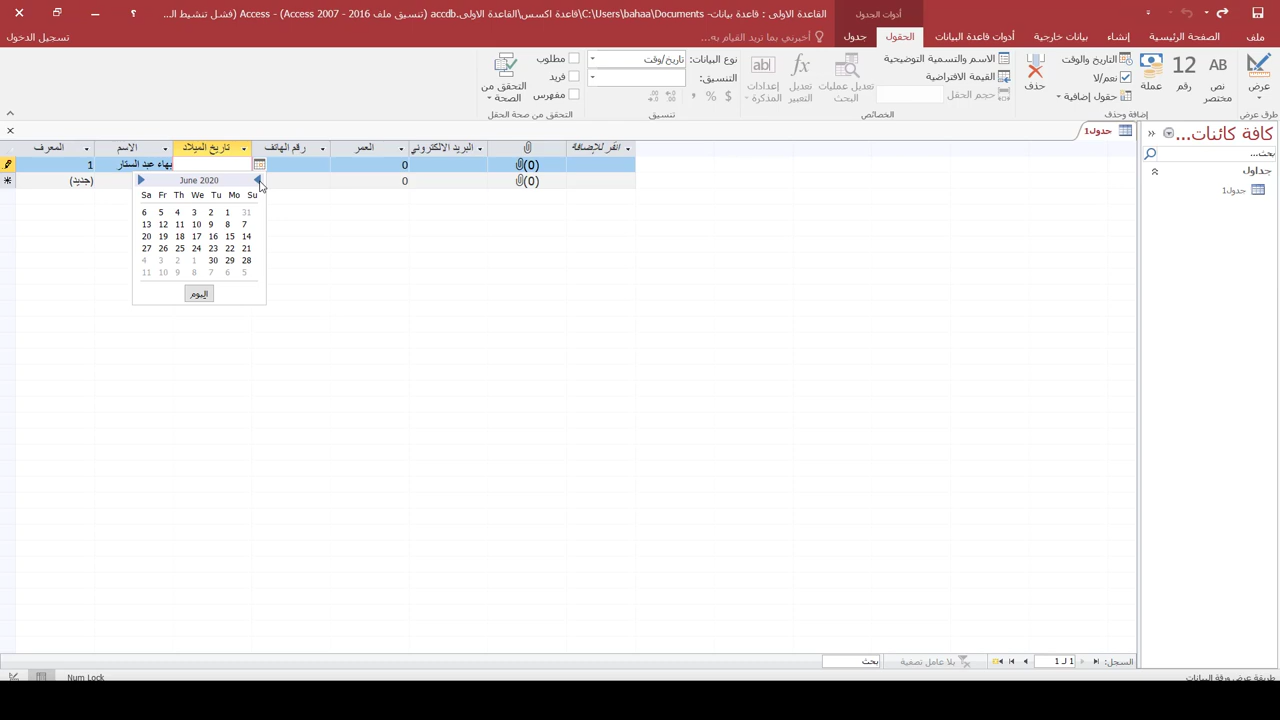 القاعدة الاولى : قاعدة بيانات- C:\Users\bahaa\Documents\قاعدة اكسس\القاعدة الاولى.accdb (تنسيق ملف Access 2007 - 2016) - Access (فشل تنشيط ال...
أدوات الجدول
ملف
الصفحة الرئيسية
إنشاء
بيانات خارجية
أدوات قاعدة البيانات
الحقول
جدول
أخبرني بما تريد القيام به...
تسجيل الدخول
عرض
طرق عرض
AB
نص مختصر
12
رقم
عملة
التاريخ والوقت
نعم/لا
حقول إضافية
حذف
إضافة وحذف
الاسم والتسمية التوضيحية
القيمة الافتراضية
حجم الحقل
تعديل عمليات البحث
fx
تعديل التعبير
ab|
إعدادات المذكرة
الخصائص
نوع البيانات:
تاريخ/وقت
التنسيق:
$ %
تنسيق
مطلوب
فريد
مفهرس
التحقق من الصحة
التحقق من صحة الحقل
كافة كائنات...
بحث...
جداول
جدول1
جدول1
المعرف
الاسم
تاريخ الميلاد
رقم الهاتف
العمر
البريد الالكتروني
انقر للإضافة
1
بهاء عبد الستار
0
(0)
(جديد)
0
(0)
June 2020
Sa Fr Th We Tu Mo Su
6 5 4 3 2 1 31
13 12 11 10 9 8 7
20 19 18 17 16 15 14
27 26 25 24 23 22 21
4 3 2 1 30 29 28
11 10 9 8 7 6 5
اليوم
السجل:
1 لـ 1
بلا عامل تصفية
بحث
طريقة عرض ورقة البيانات
Num Lock